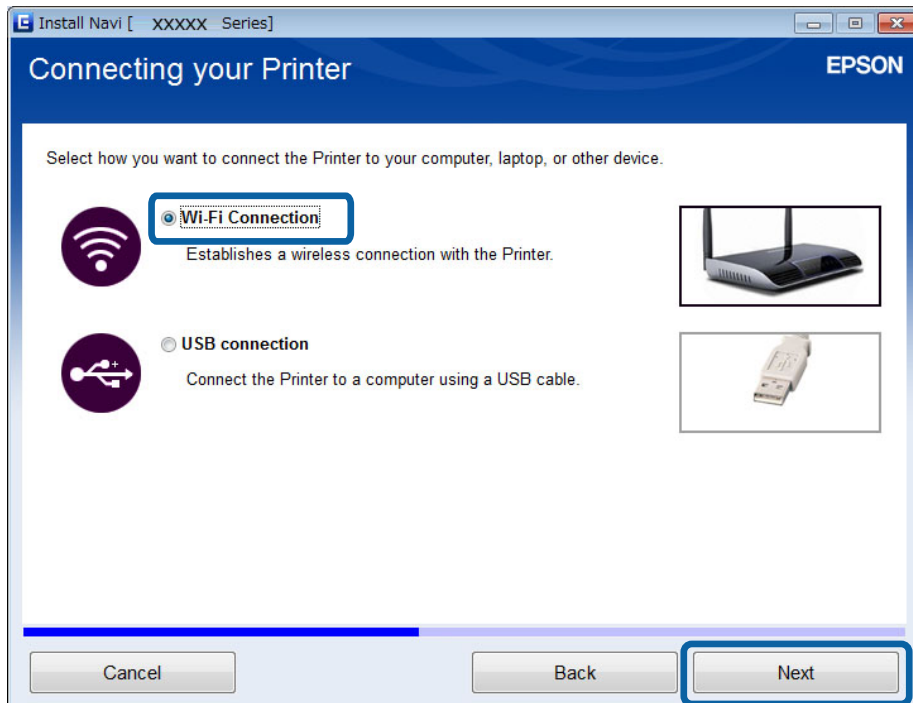 Install Navi [ XXXXX Series]
Connecting your Printer
EPSON
Select how you want to connect the Printer to your computer, laptop, or other device.
Wi-Fi Connection
Establishes a wireless connection with the Printer.
USB connection
Connect the Printer to a computer using a USB cable.
Cancel
Back
Next